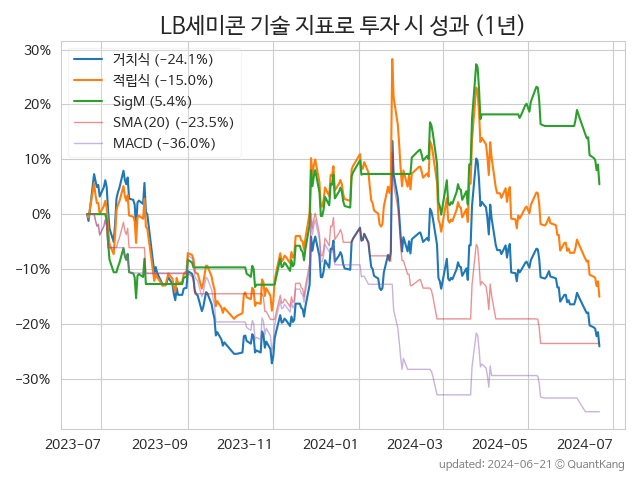 LB세미콘 기술 지표로 투자 시 성과 (1년)
30%
20%
10%
0%
−10%
−20%
−30%
거치식 (−24.1%)
적립식 (−15.0%)
SigM (5.4%)
SMA(20) (−23.5%)
MACD (−36.0%)
2023-07
2023-09
2023-11
2024-01
2024-03
2024-05
2024-07
updated: 2024-06-21 © QuantKang